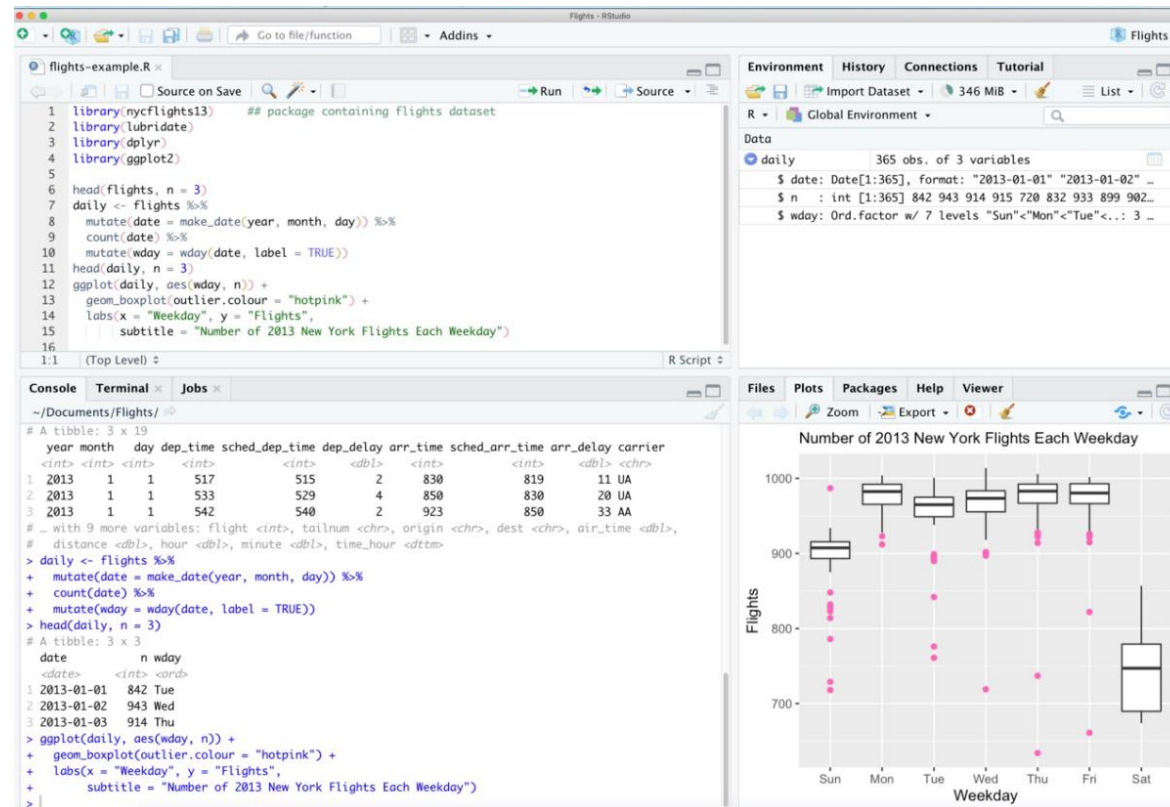 Flights - RStudio
Go to file/function Addins Flights
flights-example.R
Source on Save Run Source
1 library(nycflights13) ## package containing flights dataset
2 library(lubridate)
3 library(dplyr)
4 library(ggplot2)
5
6 head(flights, n = 3)
7 daily <- flights %>%
8 mutate(date = make_date(year, month, day)) %>%
9 count(date) %>%
10 mutate(wday = wday(date, label = TRUE))
11 head(daily, n = 3)
12 ggplot(daily, aes(wday, n)) +
13 geom_boxplot(outlier.colour = "hotpink") +
14 labs(x = "Weekday", y = "Flights",
15 subtitle = "Number of 2013 New York Flights Each Weekday")
16
1:1 (Top Level) R Script
Environment History Connections Tutorial
Import Dataset 346 MiB List
R Global Environment
Data
daily 365 obs. of 3 variables
$ date: Date[1:365], format: "2013-01-01" "2013-01-02" …
$ n : int [1:365] 842 943 914 915 720 832 933 899 902…
$ wday: Ord.factor w/ 7 levels "Sun"<"Mon"<"Tue"<..: 3 …
Console Terminal Jobs
~/Documents/Flights/
# A tibble: 3 x 19
year month day dep_time sched_dep_time dep_delay arr_time sched_arr_time arr_delay carrier
<int> <int> <int> <int> <int> <dbl> <int> <int> <dbl> <chr>
1 2013 1 1 517 515 2 830 819 11 UA
2 2013 1 1 533 529 4 850 830 20 UA
3 2013 1 1 542 540 2 923 850 33 AA
# … with 9 more variables: flight <int>, tailnum <chr>, origin <chr>, dest <chr>, air_time <dbl>,
# distance <dbl>, hour <dbl>, minute <dbl>, time_hour <dttm>
> daily <- flights %>%
+ mutate(date = make_date(year, month, day)) %>%
+ count(date) %>%
+ mutate(wday = wday(date, label = TRUE))
> head(daily, n = 3)
# A tibble: 3 x 3
date n wday
<date> <int> <ord>
1 2013-01-01 842 Tue
2 2013-01-02 943 Wed
3 2013-01-03 914 Thu
> ggplot(daily, aes(wday, n)) +
+ geom_boxplot(outlier.colour = "hotpink") +
+ labs(x = "Weekday", y = "Flights",
+ subtitle = "Number of 2013 New York Flights Each Weekday")
>
Files Plots Packages Help Viewer
Zoom Export
Number of 2013 New York Flights Each Weekday
1000
900
800
700
Flights
Sun Mon Tue Wed Thu Fri Sat
Weekday